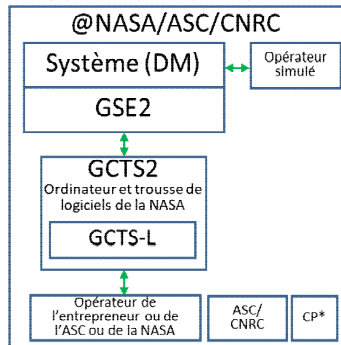 @NASA/ASC/CNRC
Système (DM)
Opérateur
simulé
GSE2
GCTS2
Ordinateur et trousse de
logiciels de la NASA
GCTS-L
Opérateur de
l'entrepreneur ou de
l'ASC ou de la NASA
ASC/
CNRC
CP*